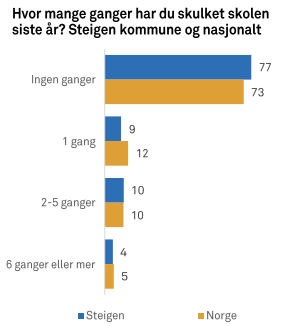 Hvor mange ganger har du skulket skolen
siste år? Steigen kommune og nasjonalt
Ingen ganger
77
73
1 gang
9
12
2-5 ganger
10
10
6 ganger eller mer
4
5
Steigen
Norge